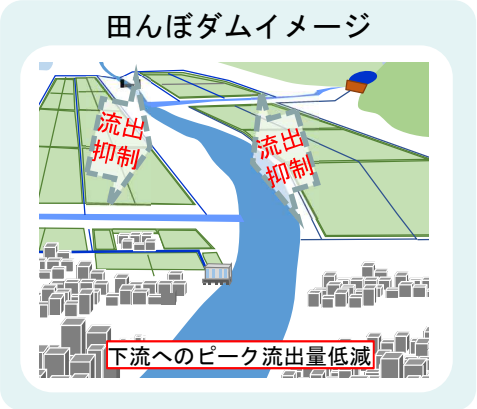 田んぼダムイメージ
流出
抑制
流出
抑制
下流へのピーク流出量低減